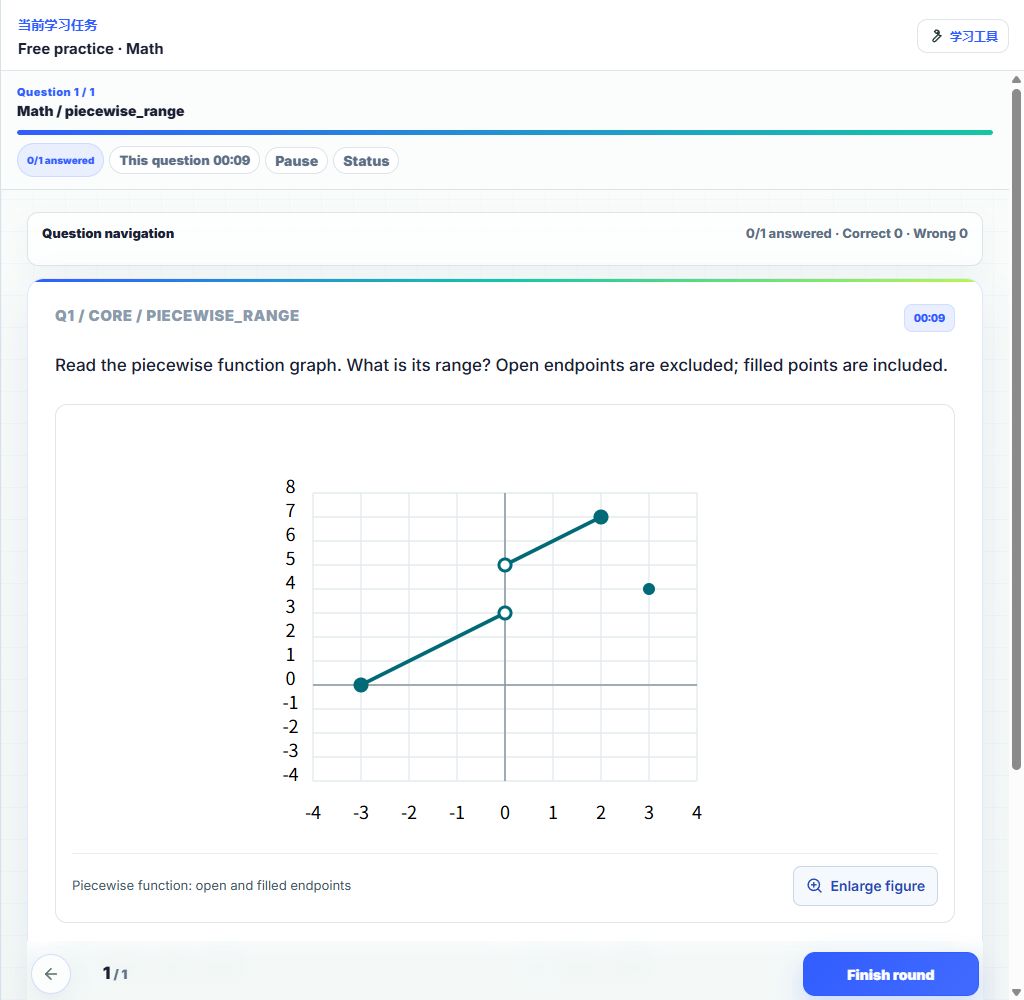 当前学习任务
Free practice · Math
学习工具
Question 1 / 1
Math / piecewise_range
0/1 answered
This question 00:09
Pause
Status
Question navigation
0/1 answered · Correct 0 · Wrong 0
Q1 / CORE / PIECEWISE_RANGE
00:09
Read the piecewise function graph. What is its range? Open endpoints are excluded; filled points are included.
8
7
6
5
4
3
2
1
0
-1
-2
-3
-4
-4 -3 -2 -1 0 1 2 3 4
Piecewise function: open and filled endpoints
Enlarge figure
1 / 1
Finish round